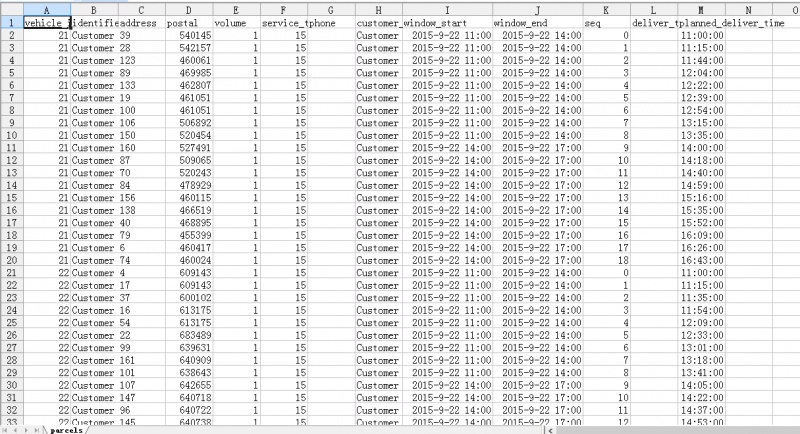 A B C D E F G H I J K L M N O
1 vehicle_i identifie address postal volume service_t phone customer_ window_start window_end seq deliver_t planned_deliver_time
2 21 Customer 39 540145 1 15 Customer 2015-9-22 11:00 2015-9-22 14:00 0 11:00:00
3 21 Customer 28 542157 1 15 Customer 2015-9-22 11:00 2015-9-22 14:00 1 11:15:00
4 21 Customer 123 460061 1 15 Customer 2015-9-22 11:00 2015-9-22 14:00 2 11:44:00
5 21 Customer 89 469985 1 15 Customer 2015-9-22 11:00 2015-9-22 14:00 3 12:04:00
6 21 Customer 133 462807 1 15 Customer 2015-9-22 11:00 2015-9-22 14:00 4 12:22:00
7 21 Customer 19 461051 1 15 Customer 2015-9-22 11:00 2015-9-22 14:00 5 12:39:00
8 21 Customer 100 461051 1 15 Customer 2015-9-22 11:00 2015-9-22 14:00 6 12:54:00
9 21 Customer 106 506892 1 15 Customer 2015-9-22 11:00 2015-9-22 14:00 7 13:15:00
10 21 Customer 150 520454 1 15 Customer 2015-9-22 11:00 2015-9-22 14:00 8 13:35:00
11 21 Customer 160 527491 1 15 Customer 2015-9-22 14:00 2015-9-22 17:00 9 14:00:00
12 21 Customer 87 509065 1 15 Customer 2015-9-22 14:00 2015-9-22 17:00 10 14:18:00
13 21 Customer 70 520243 1 15 Customer 2015-9-22 14:00 2015-9-22 17:00 11 14:40:00
14 21 Customer 84 478929 1 15 Customer 2015-9-22 14:00 2015-9-22 17:00 12 14:59:00
15 21 Customer 156 460115 1 15 Customer 2015-9-22 14:00 2015-9-22 17:00 13 15:16:00
16 21 Customer 138 466519 1 15 Customer 2015-9-22 14:00 2015-9-22 17:00 14 15:35:00
17 21 Customer 40 468895 1 15 Customer 2015-9-22 14:00 2015-9-22 17:00 15 15:52:00
18 21 Customer 79 455399 1 15 Customer 2015-9-22 14:00 2015-9-22 17:00 16 16:09:00
19 21 Customer 6 460417 1 15 Customer 2015-9-22 14:00 2015-9-22 17:00 17 16:26:00
20 21 Customer 74 460024 1 15 Customer 2015-9-22 14:00 2015-9-22 17:00 18 16:43:00
21 22 Customer 4 609143 1 15 Customer 2015-9-22 11:00 2015-9-22 14:00 0 11:00:00
22 22 Customer 17 609143 1 15 Customer 2015-9-22 11:00 2015-9-22 14:00 1 11:15:00
23 22 Customer 37 600102 1 15 Customer 2015-9-22 11:00 2015-9-22 14:00 2 11:35:00
24 22 Customer 16 613175 1 15 Customer 2015-9-22 11:00 2015-9-22 14:00 3 11:54:00
25 22 Customer 54 613175 1 15 Customer 2015-9-22 11:00 2015-9-22 14:00 4 12:09:00
26 22 Customer 22 683489 1 15 Customer 2015-9-22 11:00 2015-9-22 14:00 5 12:33:00
27 22 Customer 99 639631 1 15 Customer 2015-9-22 11:00 2015-9-22 14:00 6 13:01:00
28 22 Customer 161 640909 1 15 Customer 2015-9-22 11:00 2015-9-22 14:00 7 13:18:00
29 22 Customer 101 638643 1 15 Customer 2015-9-22 11:00 2015-9-22 14:00 8 13:41:00
30 22 Customer 107 642655 1 15 Customer 2015-9-22 14:00 2015-9-22 17:00 9 14:05:00
31 22 Customer 147 640718 1 15 Customer 2015-9-22 14:00 2015-9-22 17:00 10 14:22:00
32 22 Customer 96 640722 1 15 Customer 2015-9-22 14:00 2015-9-22 17:00 11 14:37:00
33 22 Customer 145 640738 1 15 Customer 2015-9-22 14:00 2015-9-22 17:00 12 14:53:00
parcels